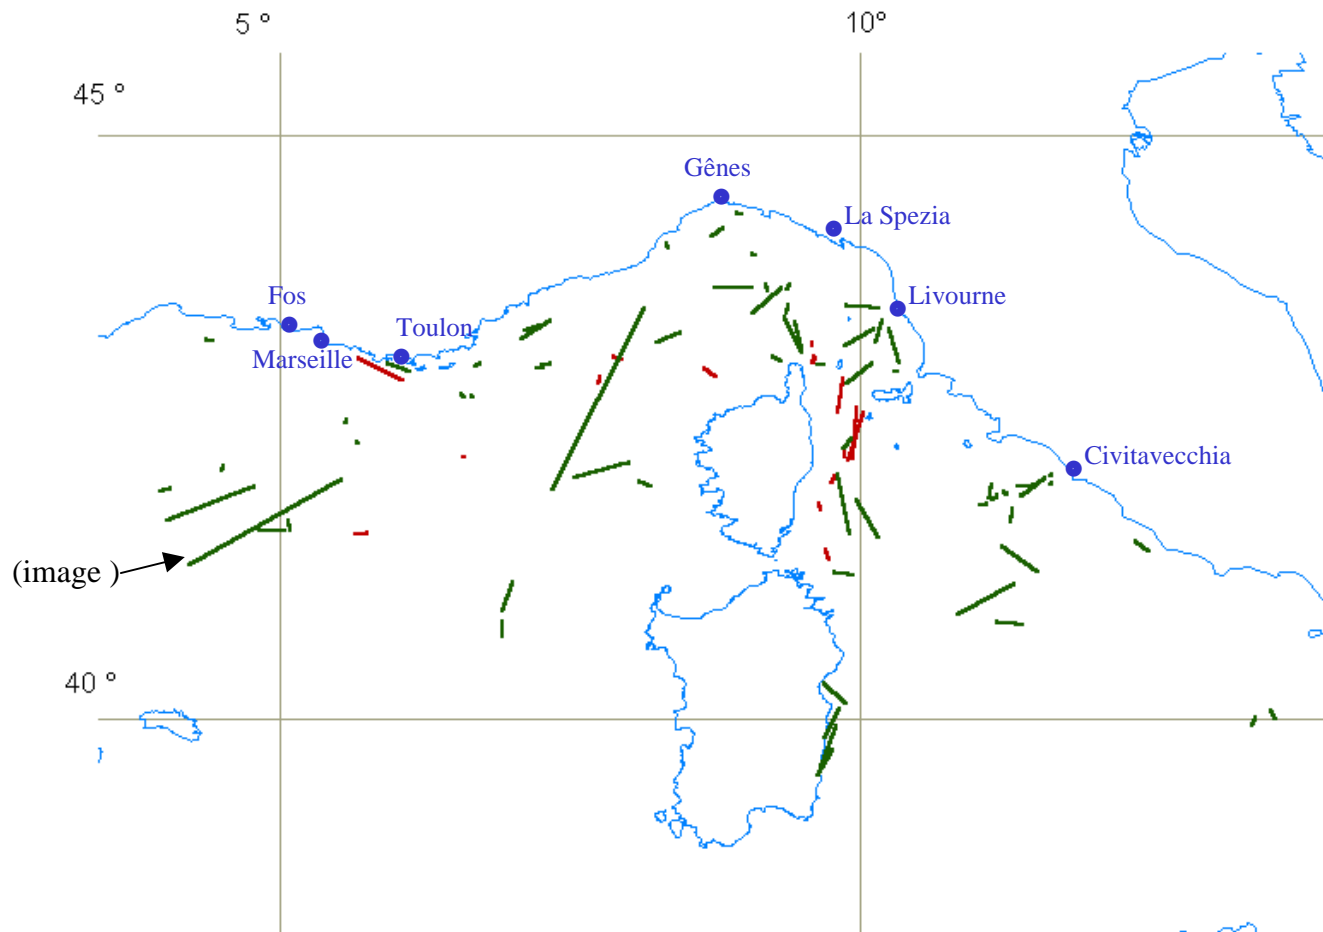 5 °
10°
45 °
Gênes
La Spezia
Fos
Livourne
Toulon
Marseille
Civitavecchia
(image )
40 °